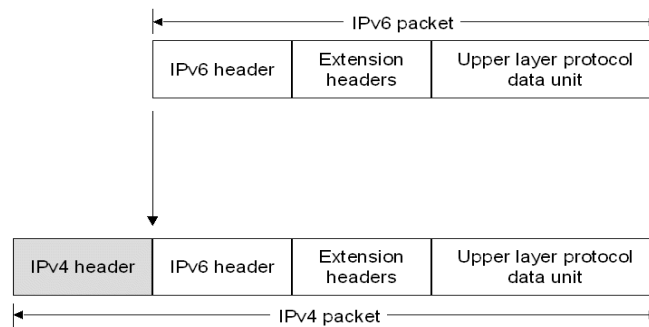 IPv6 packet
IPv6 header
Extension
headers
Upper layer protocol
data unit
IPv4 header
IPv6 header
Extension
headers
Upper layer protocol
data unit
IPv4 packet